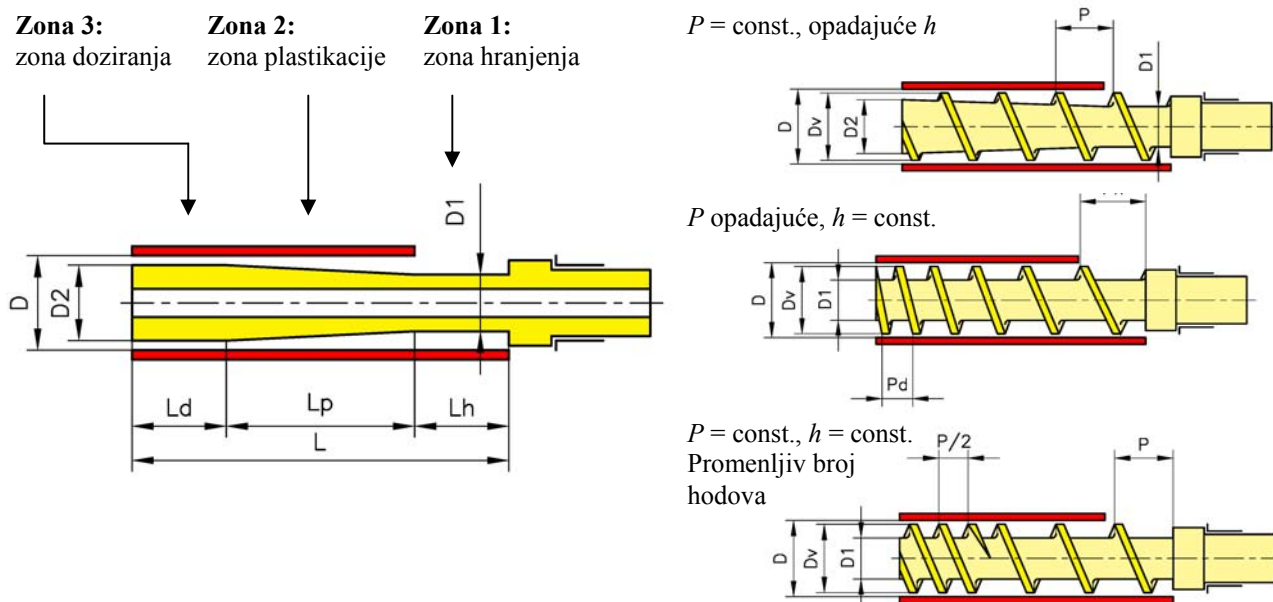 Zona 3:
zona doziranja
Zona 2:
zona plastikacije
Zona 1:
zona hranjenja
D1
D
D2
Ld
Lp
Lh
L
P = const., opadajuće h
P
D1
D
Dv
D2
P opadajuće, h = const.
D
Dv
D1
Pd
P = const., h = const.
Promenljiv broj
hodova
P/2
P
D
Dv
D1